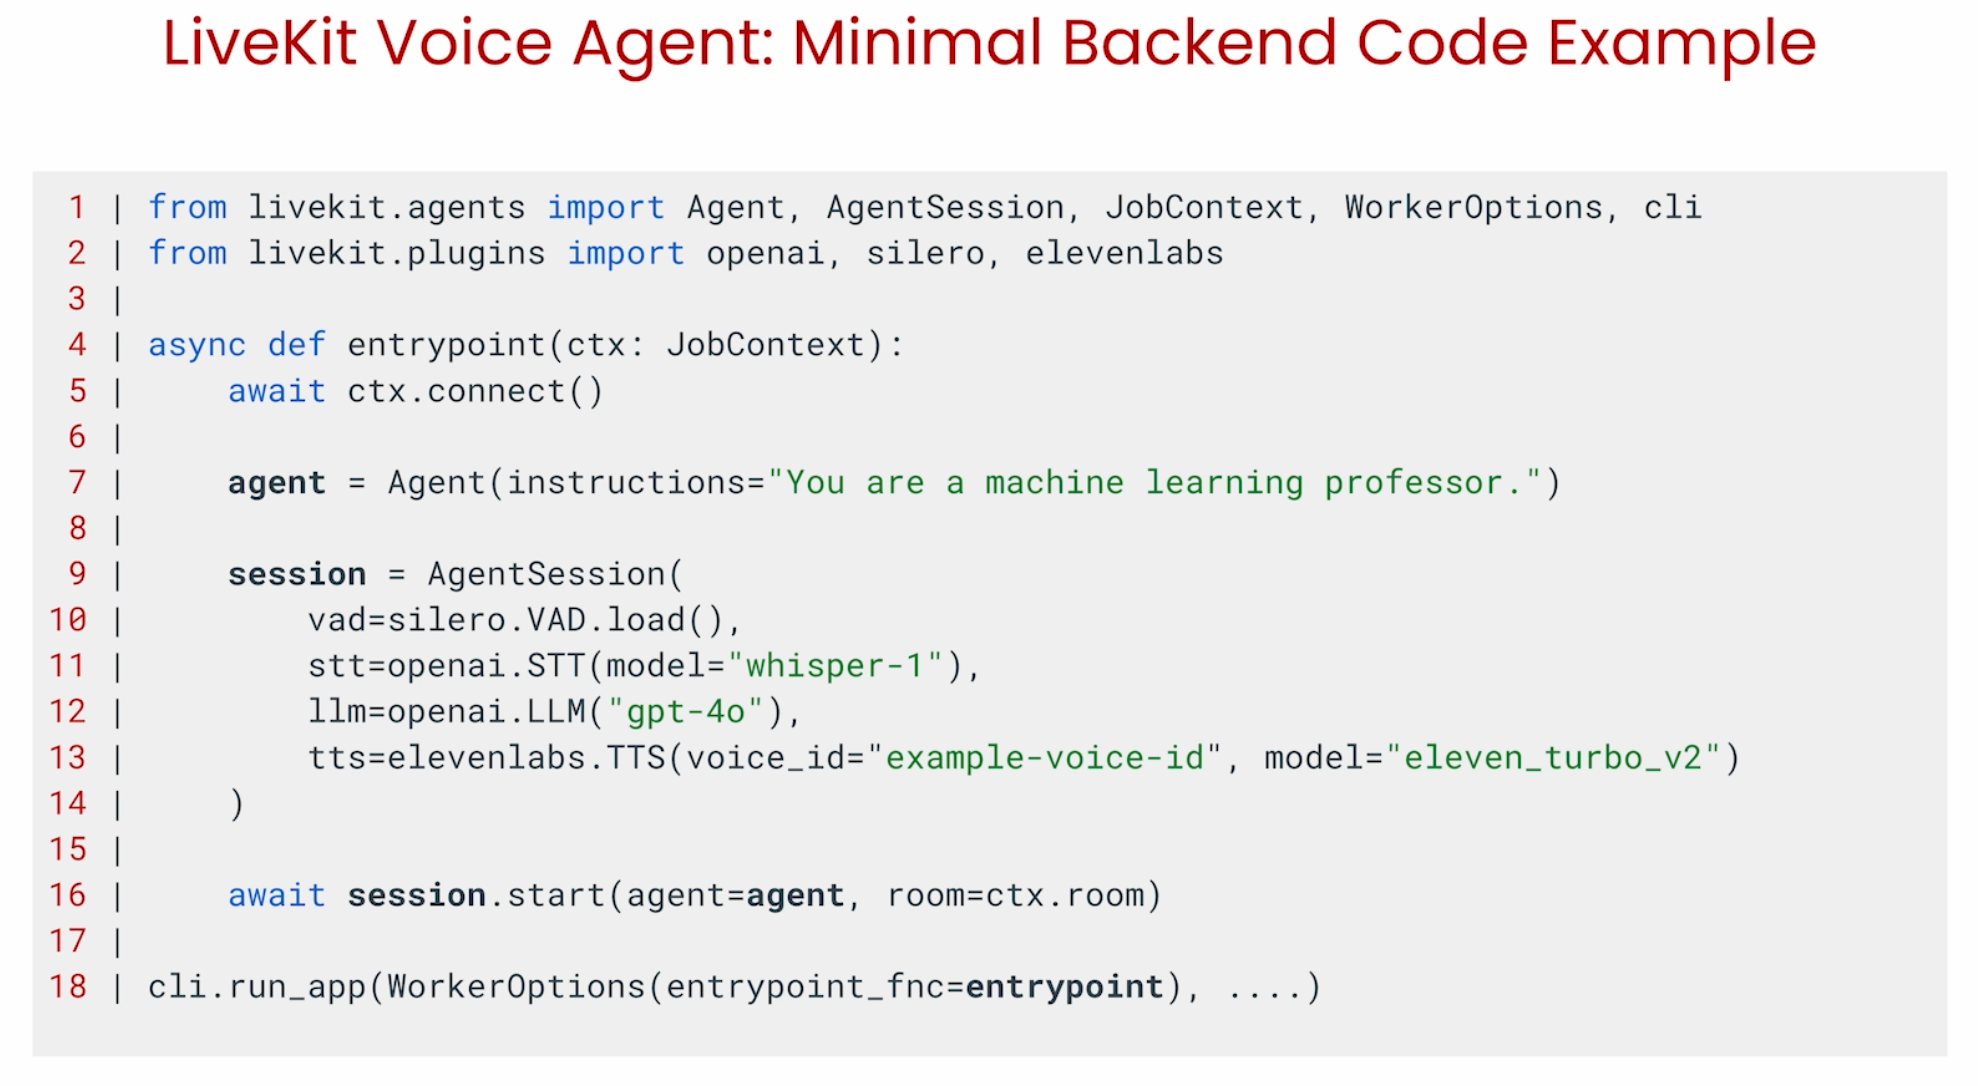 LiveKit Voice Agent: Minimal Backend Code Example
1 | from livekit.agents import Agent, AgentSession, JobContext, WorkerOptions, cli
2 | from livekit.plugins import openai, silero, elevenlabs
3 |
4 | async def entrypoint(ctx: JobContext):
5 |     await ctx.connect()
6 |
7 |     agent = Agent(instructions="You are a machine learning professor.")
8 |
9 |     session = AgentSession(
10 |         vad=silero.VAD.load(),
11 |         stt=openai.STT(model="whisper-1"),
12 |         llm=openai.LLM("gpt-4o"),
13 |         tts=elevenlabs.TTS(voice_id="example-voice-id", model="eleven_turbo_v2")
14 |     )
15 |
16 |     await session.start(agent=agent, room=ctx.room)
17 |
18 | cli.run_app(WorkerOptions(entrypoint_fnc=entrypoint), ....)